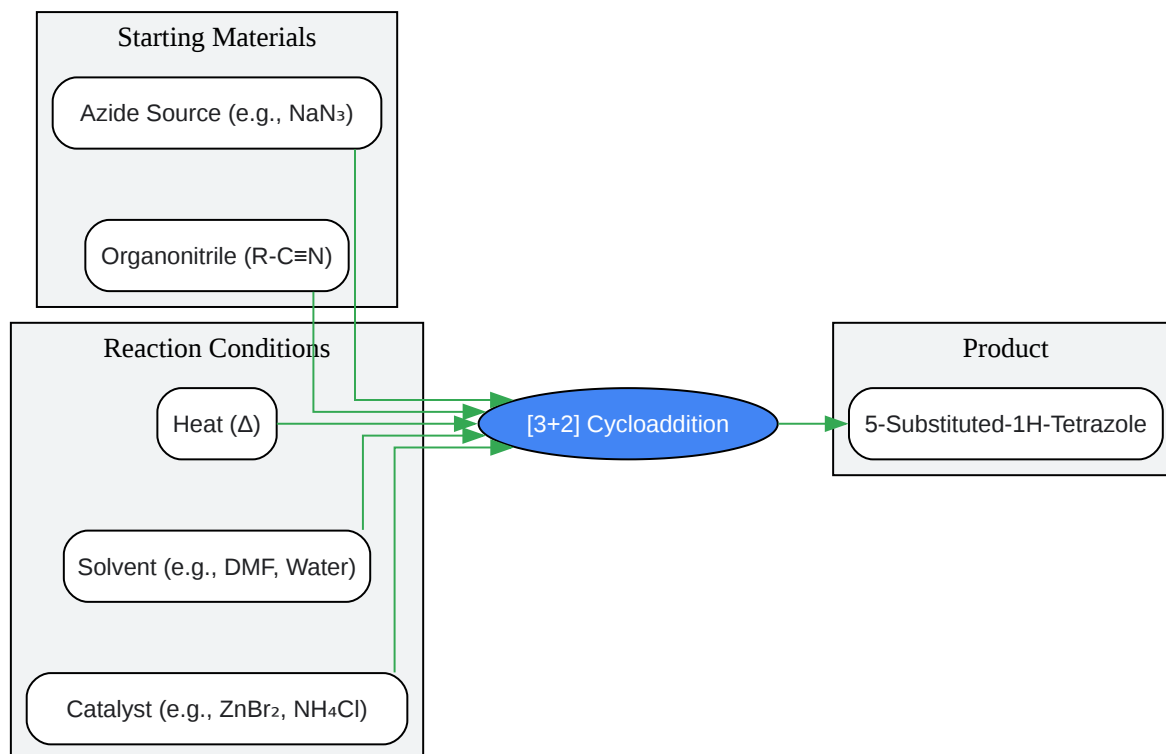 Starting Materials
Azide Source (e.g., NaN₃)
Organonitrile (R-C≡N)
Reaction Conditions
Heat (Δ)
Solvent (e.g., DMF, Water)
Catalyst (e.g., ZnBr₂, NH₄Cl)
[3+2] Cycloaddition
Product
5-Substituted-1H-Tetrazole